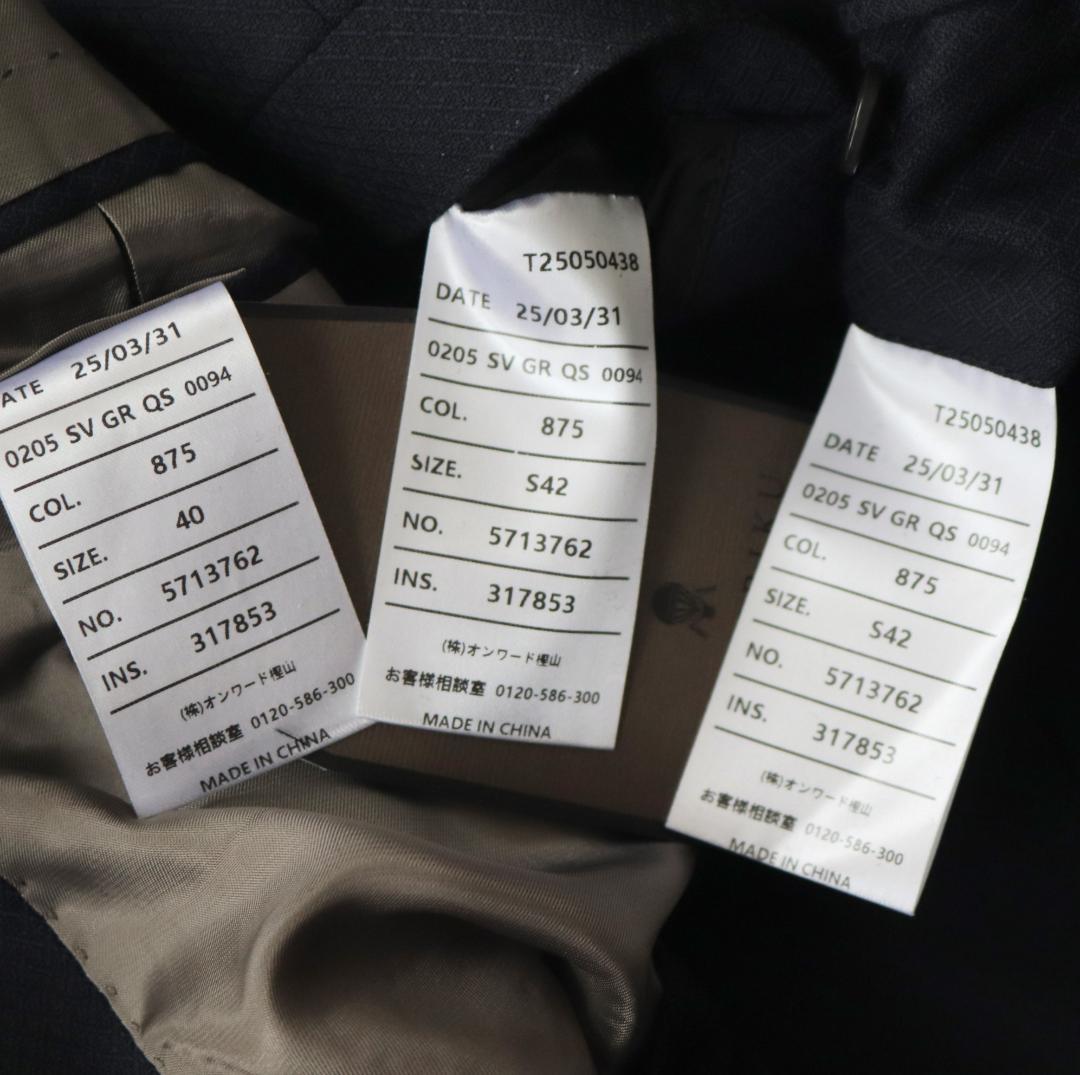 ATE 25/03/31
0205 SV GR QS 0094
COL. 875
SIZE. 40
NO. 5713762
INS. 317853
(株)オンワード樫山
お客様相談室 0120-586-300
MADE IN CHINA
T25050438
DATE 25/03/31
0205 SV GR QS 0094
COL. 875
SIZE. S42
NO. 5713762
INS. 317853
(株)オンワード樫山
お客様相談室 0120-586-300
MADE IN CHINA
T25050438
DATE 25/03/31
0205 SV GR QS 0094
COL. 875
SIZE. S42
NO. 5713762
INS. 317853
(株)オンワード樫山
お客様相談室 0120-586-300
MADE IN CHINA